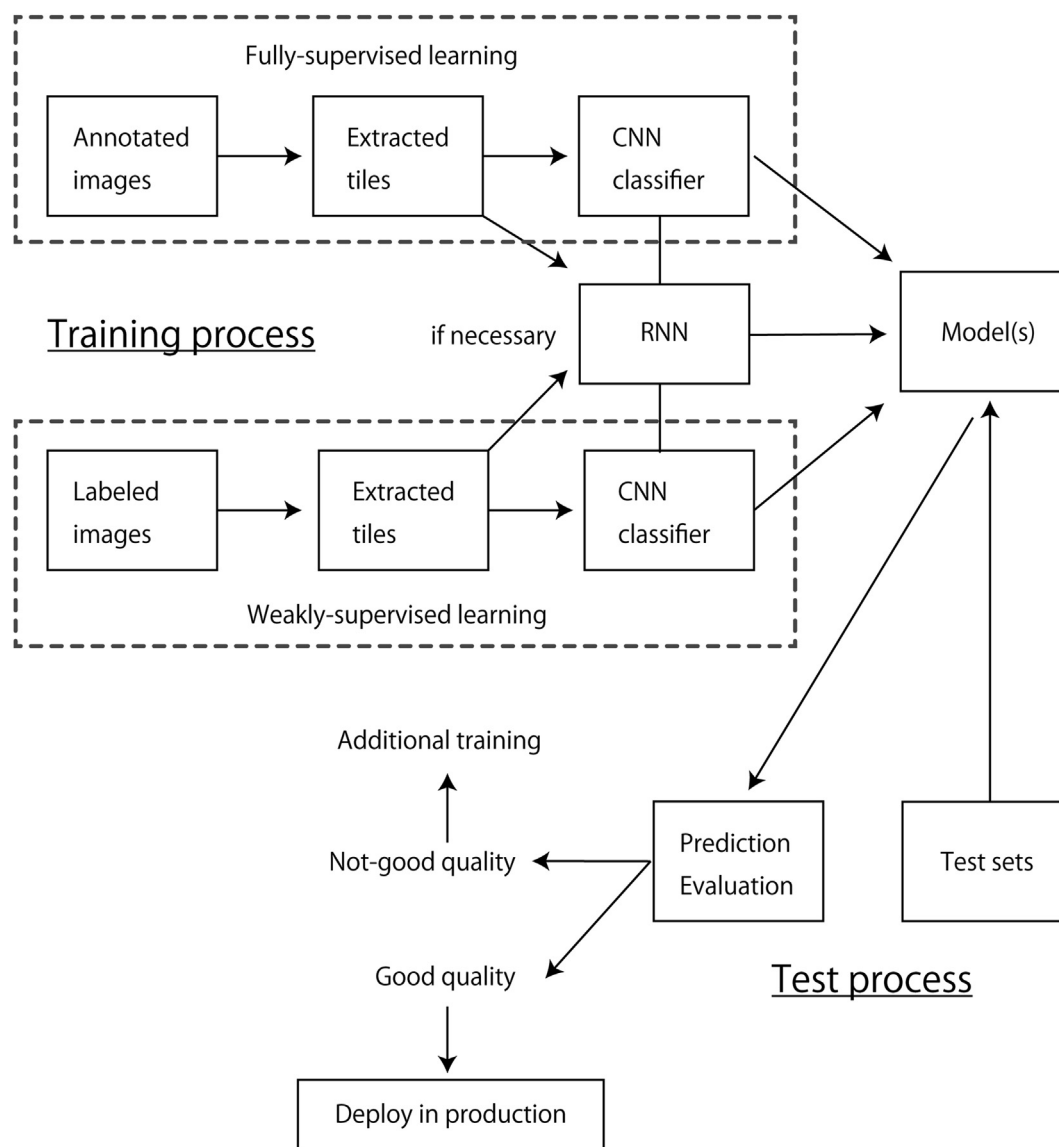 Fully-supervised learning
Annotated
images
Extracted
tiles
CNN
classifier
Training process
if necessary
RNN
Model(s)
Labeled
images
Extracted
tiles
CNN
classifier
Weakly-supervised learning
Additional training
Not-good quality
Prediction
Evaluation
Test sets
Good quality
Test process
Deploy in production